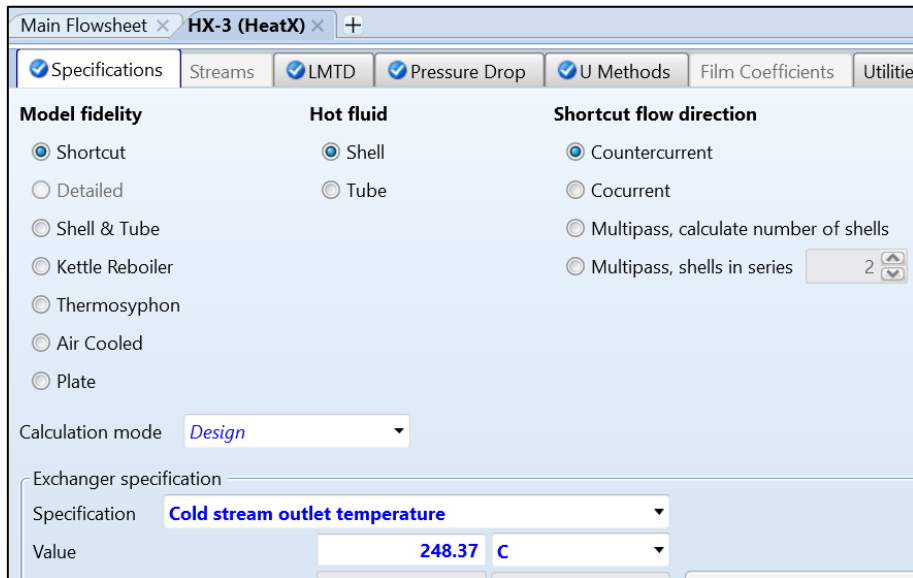 Main Flowsheet × HX-3 (HeatX) × +
Specifications Streams LMTD Pressure Drop U Methods Film Coefficients Utilitie
Model fidelity Hot fluid Shortcut flow direction
Shortcut Shell Countercurrent
Detailed Tube Cocurrent
Shell & Tube Multipass, calculate number of shells
Kettle Reboiler Multipass, shells in series 2
Thermosyphon
Air Cooled
Plate
Calculation mode Design
Exchanger specification
Specification Cold stream outlet temperature
Value 248.37 C